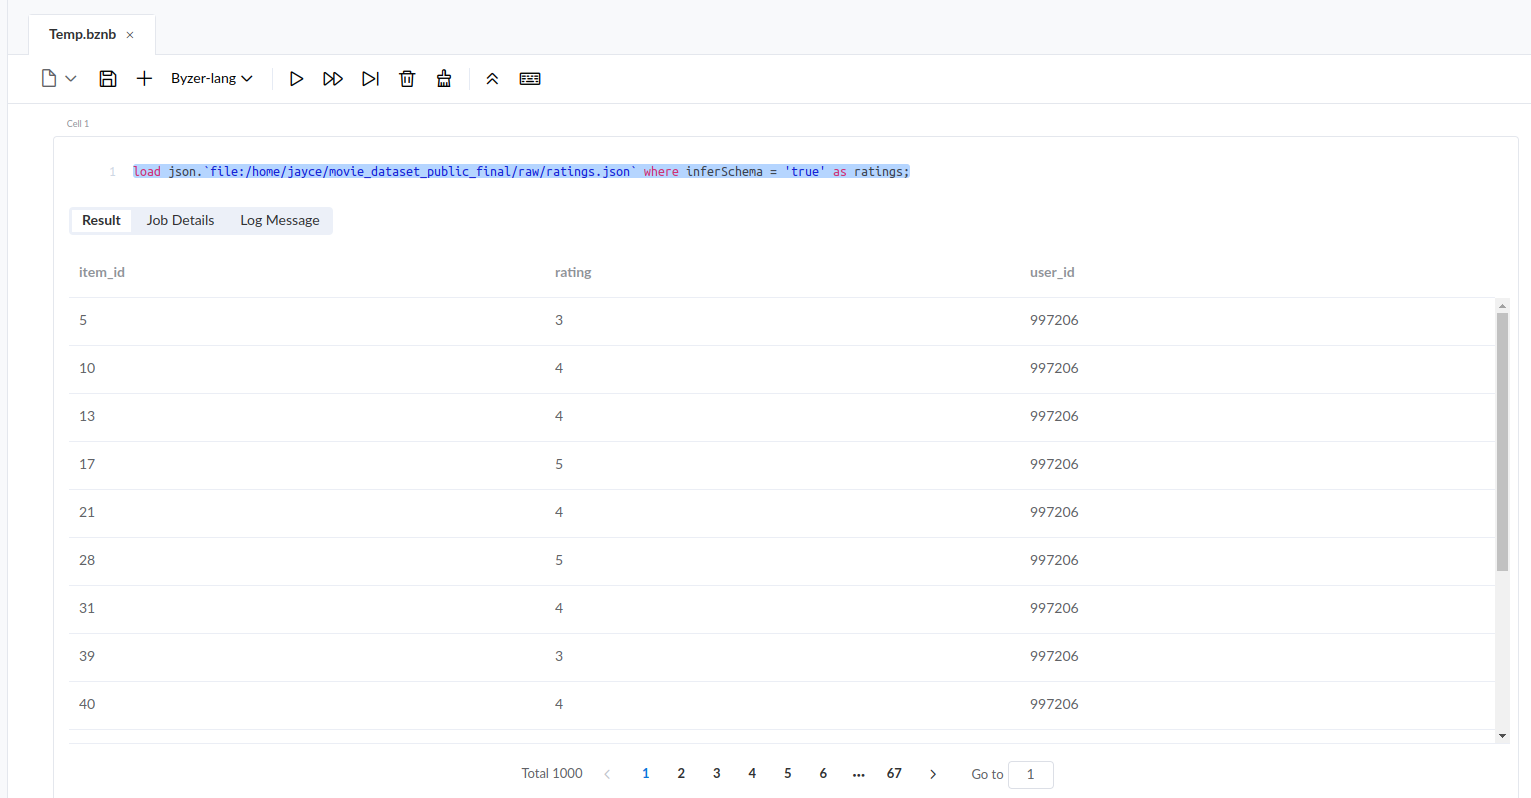 Temp.bznb ×
Byzer-lang
Cell 1
1 load json.`file:/home/jayce/movie_dataset_public_final/raw/ratings.json` where inferSchema = 'true' as ratings;
Result Job Details Log Message
item_id rating user_id
5 3 997206
10 4 997206
13 4 997206
17 5 997206
21 4 997206
28 5 997206
31 4 997206
39 3 997206
40 4 997206
Total 1000 < 1 2 3 4 5 6 ••• 67 > Go to 1